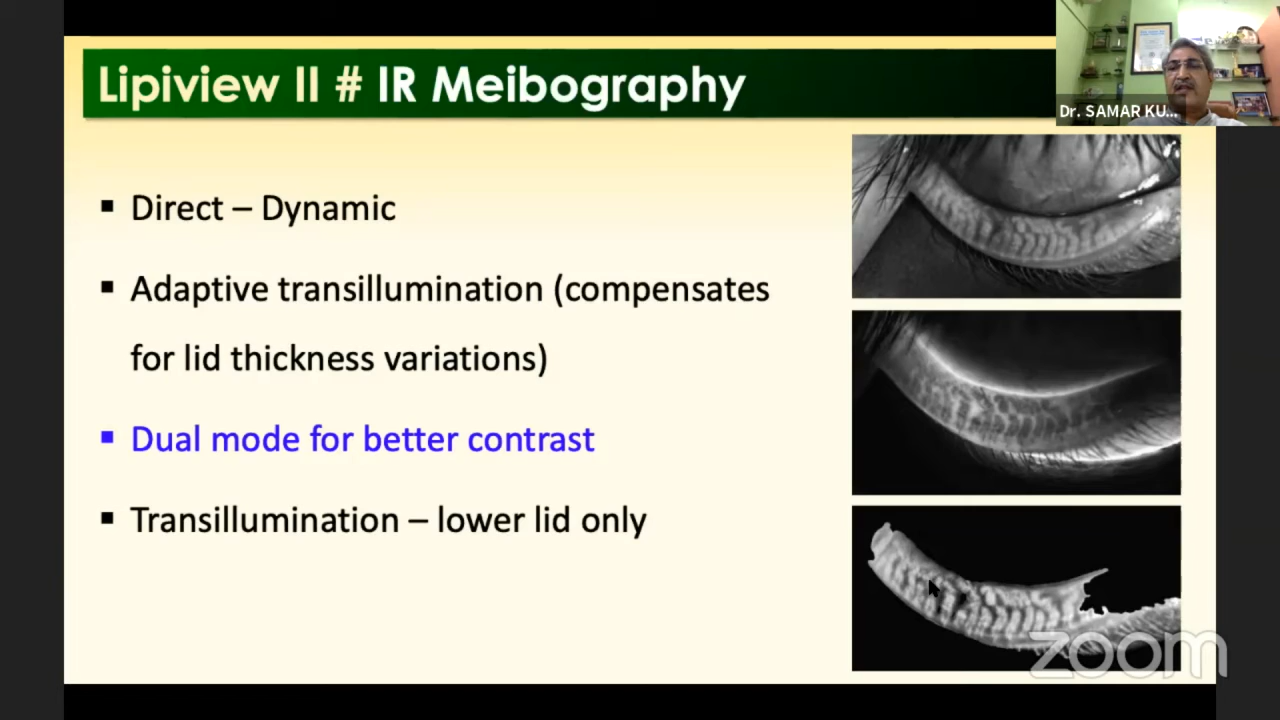 Lipiview II # IR Meibography
Dr. SAMAR KU...
▪ Direct – Dynamic
▪ Adaptive transillumination (compensates
for lid thickness variations)
▪ Dual mode for better contrast
▪ Transillumination – lower lid only
zoom